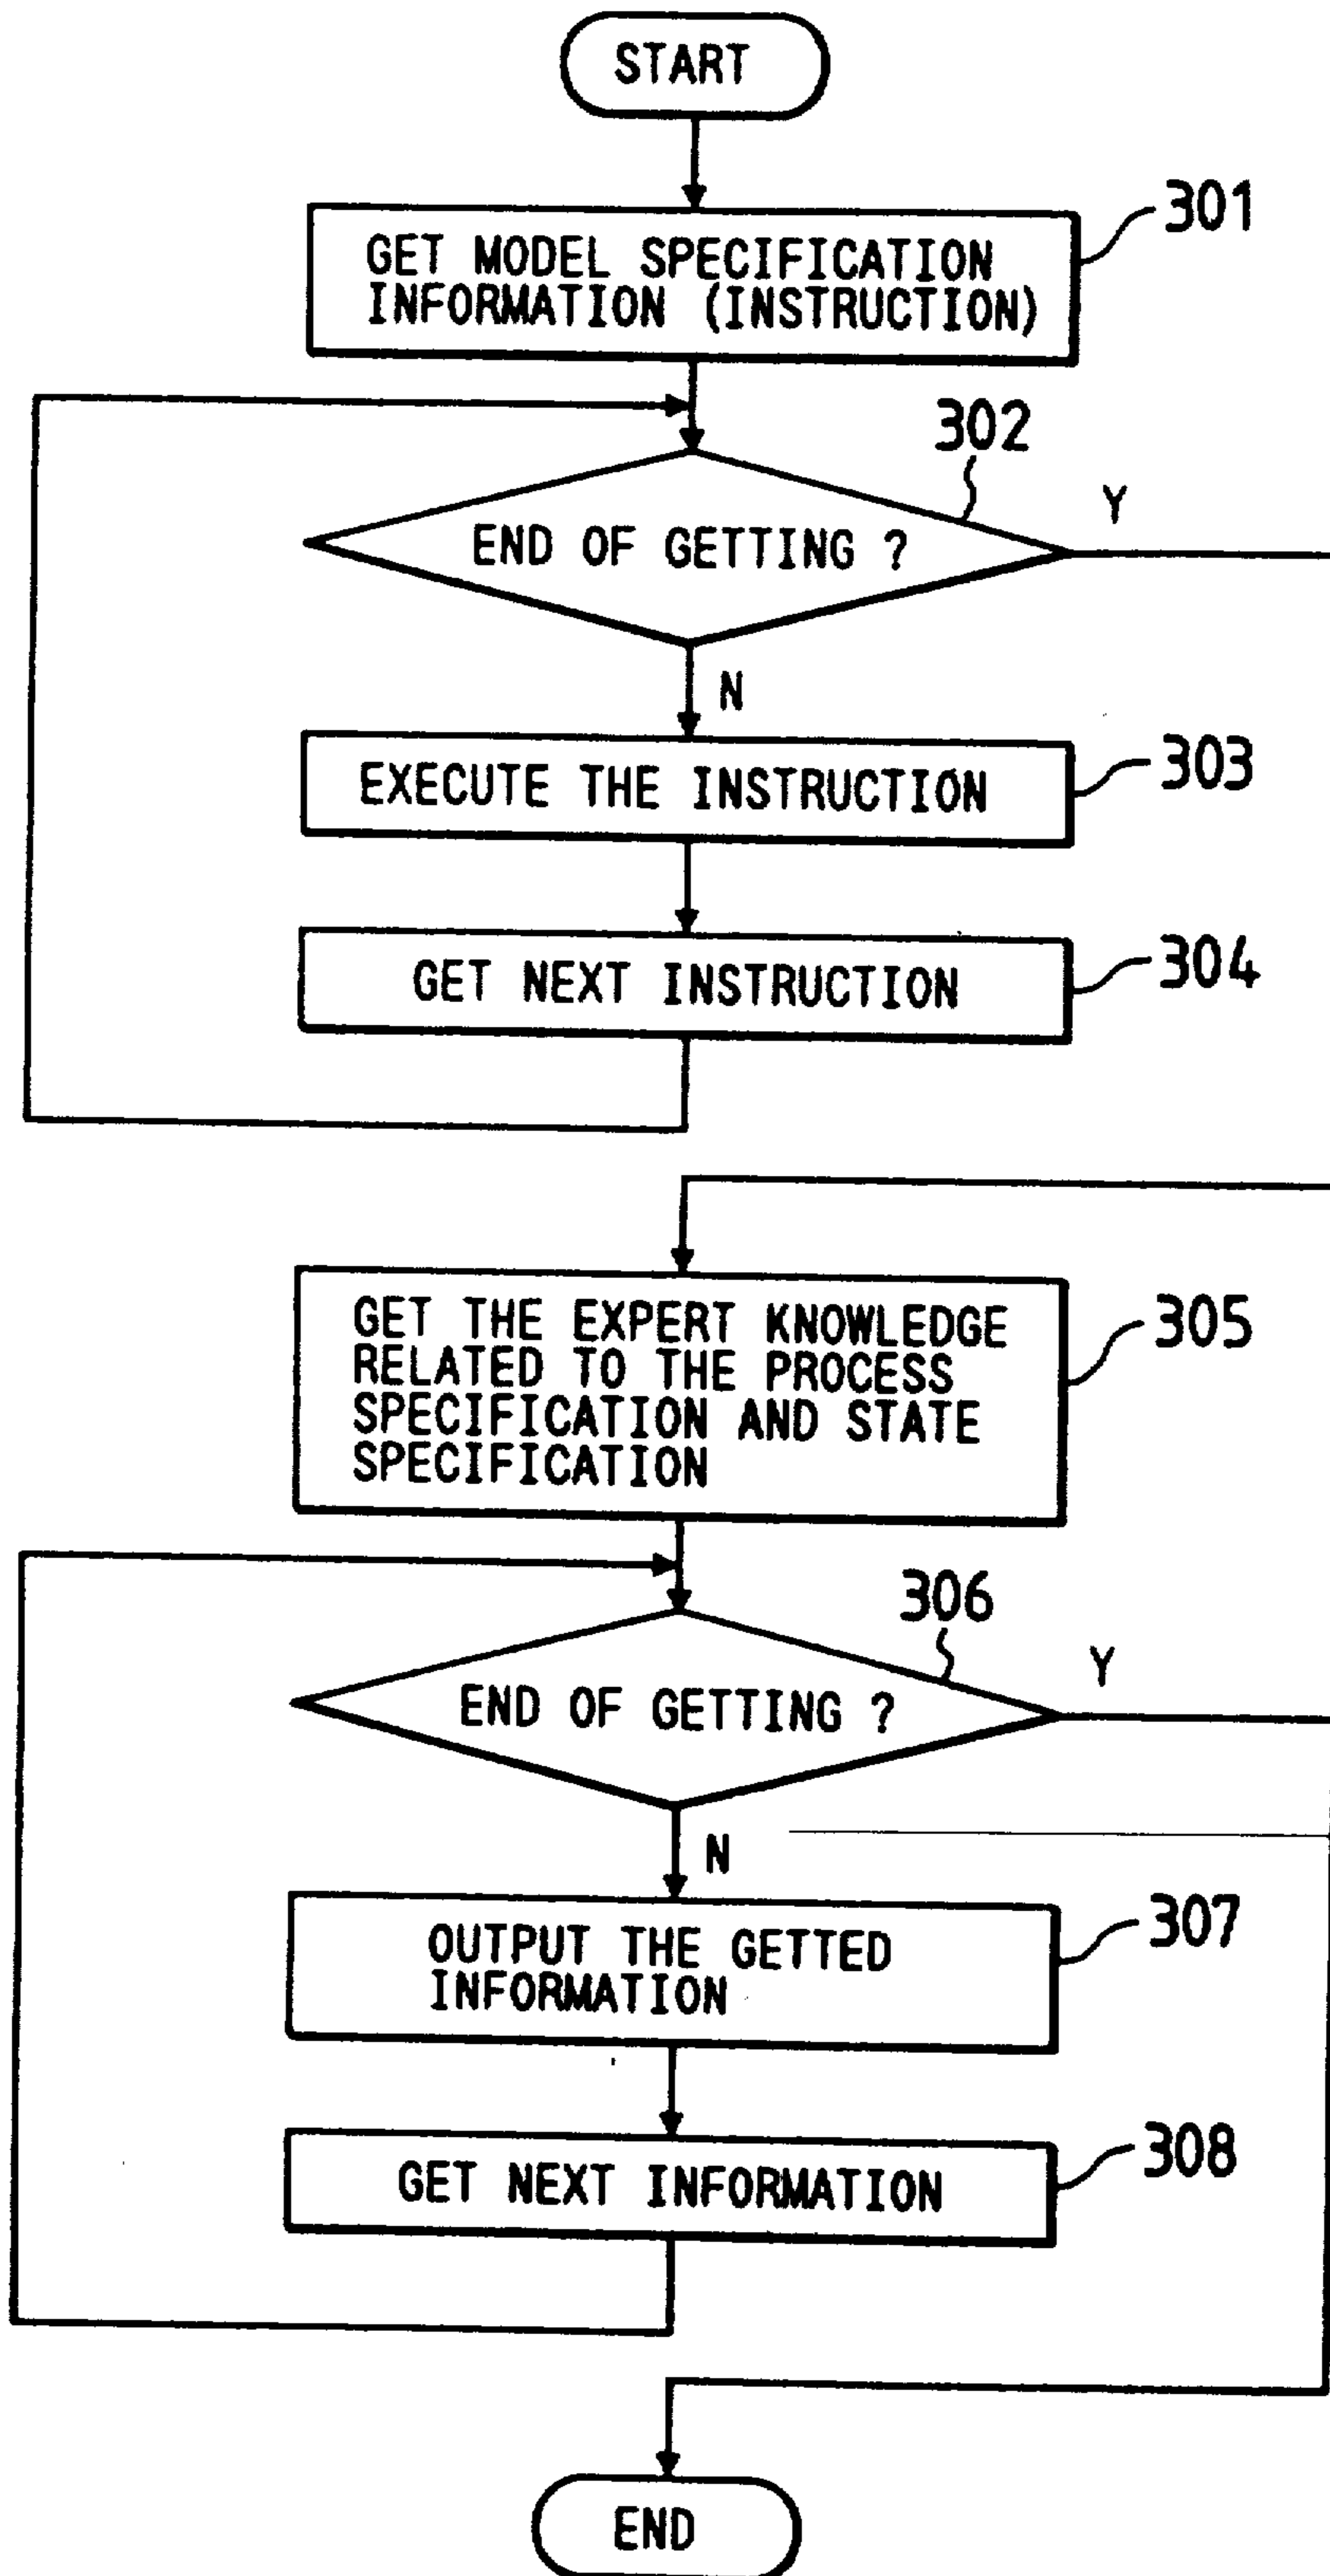 START
301
GET MODEL SPECIFICATION
INFORMATION (INSTRUCTION)
302
Y
END OF GETTING ?
N
303
EXECUTE THE INSTRUCTION
304
GET NEXT INSTRUCTION
305
GET THE EXPERT KNOWLEDGE
RELATED TO THE PROCESS
SPECIFICATION AND STATE
SPECIFICATION
306
Y
END OF GETTING ?
N
307
OUTPUT THE GETTED
INFORMATION
308
GET NEXT INFORMATION
END